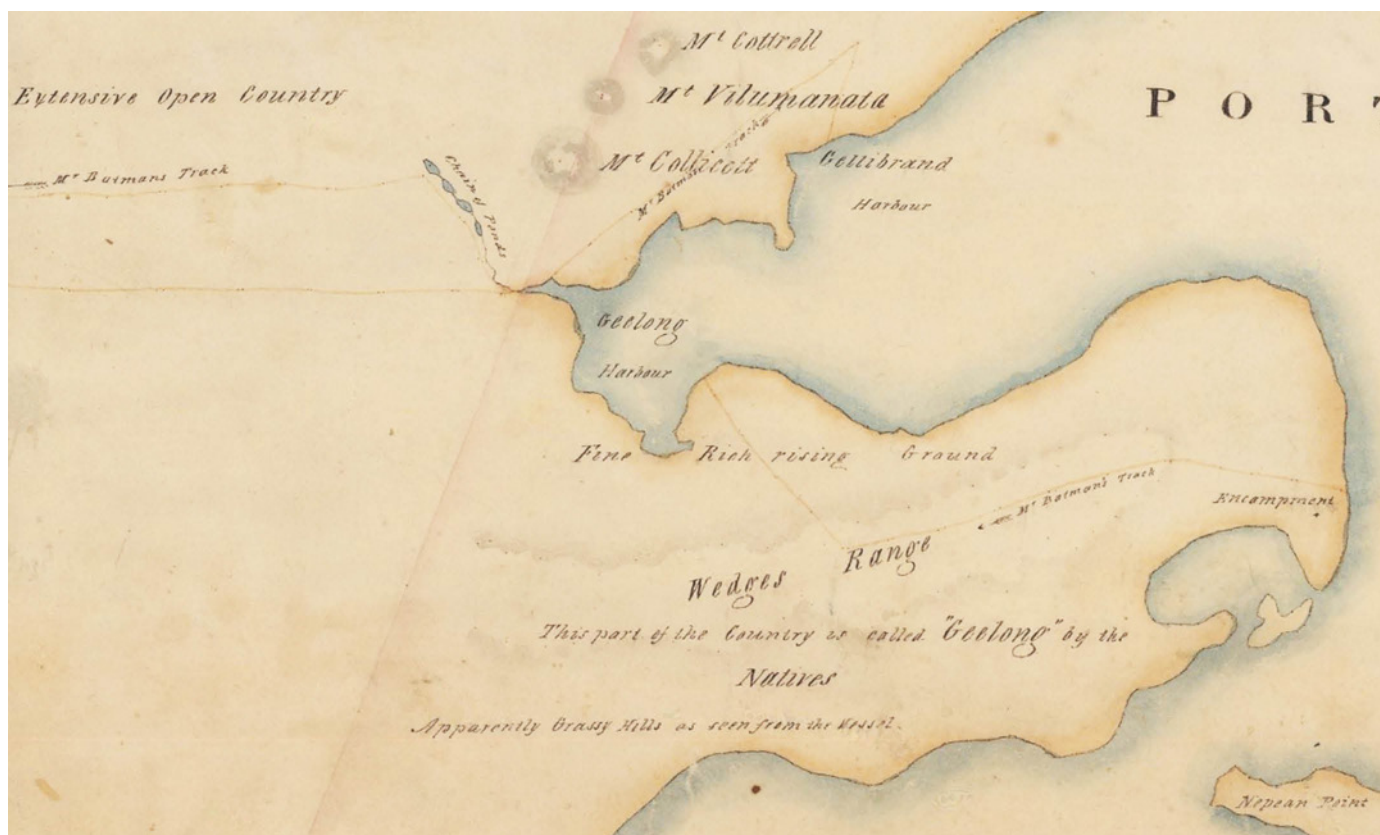 Mt Cottrell
Extensive Open Country
Mt Vilumanata
PORT
Mt Collicott
Gellibrand
Harbour
Mr Batmans Track
Chain of Ponds
Mr Batmans Track
Geelong
Harbour
Fine Rich rising Ground
Mr Batman's Track
Encampment
Wedges Range
This part of the Country is called "Geelong" by the
Natives
Apparently Grassy Hills as seen from the Vessel.
Nepean Point